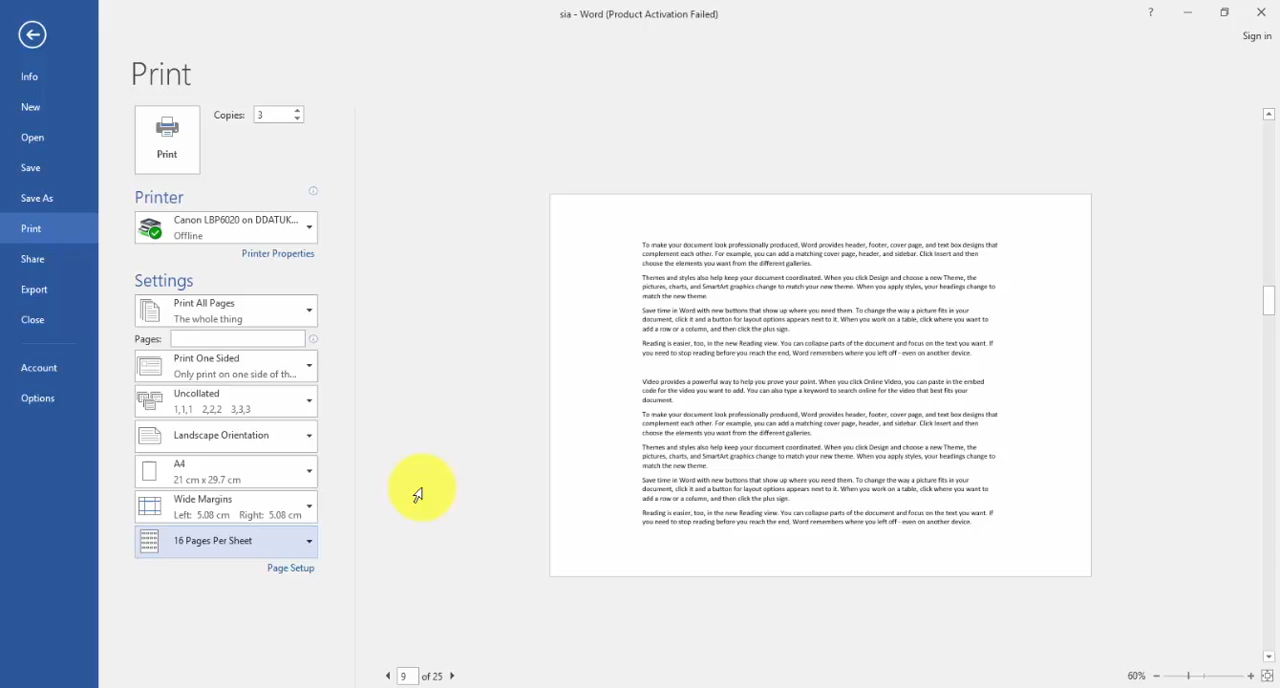 sia - Word (Product Activation Failed)
?
Sign in
Info
New
Open
Save
Save As
Print
Share
Export
Close
Account
Options
Print
Print
Copies: 3
Printer
Canon LBP6020 on DDATUK...
Offline
Printer Properties
Settings
Print All Pages
The whole thing
Pages:
Print One Sided
Only print on one side of th...
Uncollated
1,1,1 2,2,2 3,3,3
Landscape Orientation
A4
21 cm x 29.7 cm
Wide Margins
Left: 5.08 cm Right: 5.08 cm
16 Pages Per Sheet
Page Setup
To make your document look professionally produced, Word provides header, footer, cover page, and text box designs that
complement each other. For example, you can add a matching cover page, header, and sidebar. Click Insert and then
choose the elements you want from the different galleries.
Themes and styles also help keep your document coordinated. When you click Design and choose a new Theme, the
pictures, charts, and SmartArt graphics change to match your new theme. When you apply styles, your headings change to
match the new theme.
Save time in Word with new buttons that show up where you need them. To change the way a picture fits in your
document, click it and a button for layout options appears next to it. When you work on a table, click where you want to
add a row or a column, and then click the plus sign.
Reading is easier, too, in the new Reading view. You can collapse parts of the document and focus on the text you want. If
you need to stop reading before you reach the end, Word remembers where you left off - even on another device.
Video provides a powerful way to help you prove your point. When you click Online Video, you can paste in the embed
code for the video you want to add. You can also type a keyword to search online for the video that best fits your
document.
To make your document look professionally produced, Word provides header, footer, cover page, and text box designs that
complement each other. For example, you can add a matching cover page, header, and sidebar. Click Insert and then
choose the elements you want from the different galleries.
Themes and styles also help keep your document coordinated. When you click Design and choose a new Theme, the
pictures, charts, and SmartArt graphics change to match your new theme. When you apply styles, your headings change to
match the new theme.
Save time in Word with new buttons that show up where you need them. To change the way a picture fits in your
document, click it and a button for layout options appears next to it. When you work on a table, click where you want to
add a row or a column, and then click the plus sign.
Reading is easier, too, in the new Reading view. You can collapse parts of the document and focus on the text you want. If
you need to stop reading before you reach the end, Word remembers where you left off - even on another device.
9 of 25
60%